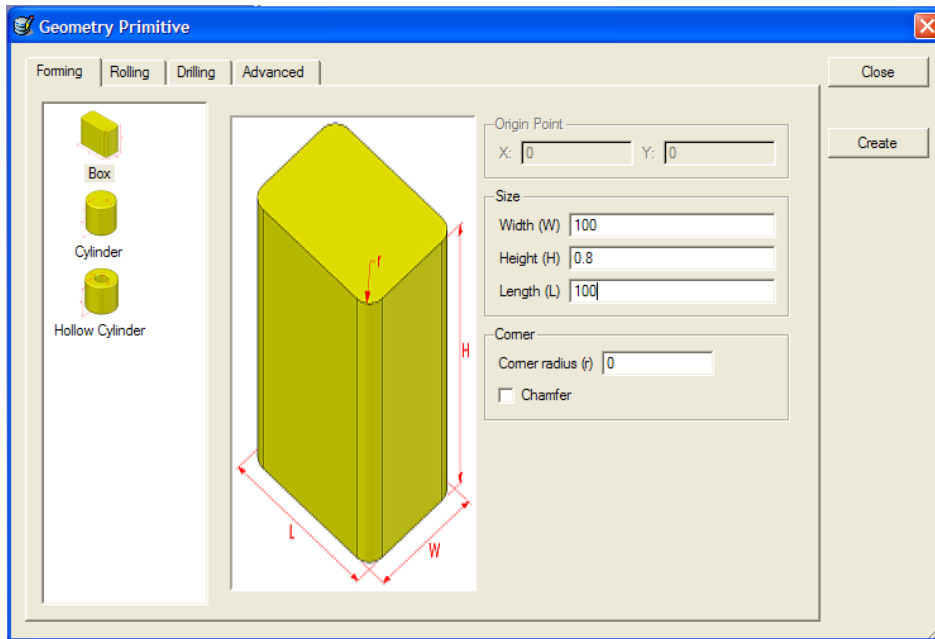 Geometry Primitive
Forming Rolling Drilling Advanced
Close
Create
Box
Cylinder
Hollow Cylinder
r
H
L
W
Origin Point
X: 0 Y: 0
Size
Width (W) 100
Height (H) 0.8
Length (L) 100
Corner
Corner radius (r) 0
Chamfer